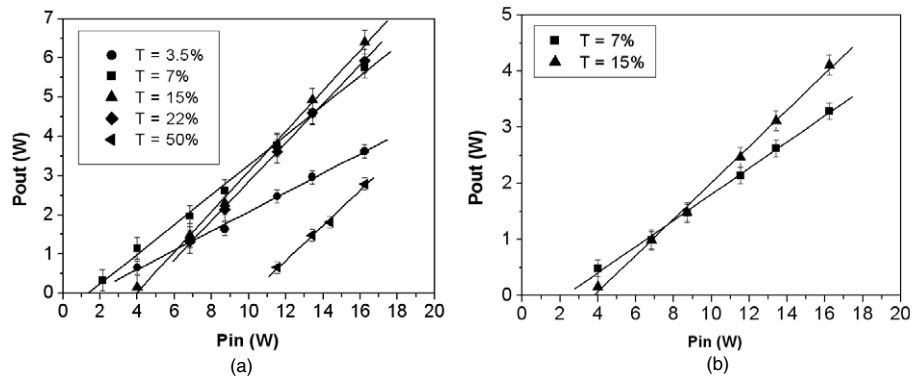 (a)
(b)
7
6
5
4
3
2
1
0
Pout (W)
T = 3.5%
T = 7%
T = 15%
T = 22%
T = 50%
0 2 4 6 8 10 12 14 16 18 20
Pin (W)
(a)
5
4
3
2
1
0
Pout (W)
T = 7%
T = 15%
0 2 4 6 8 10 12 14 16 18 20
Pin (W)
(b)